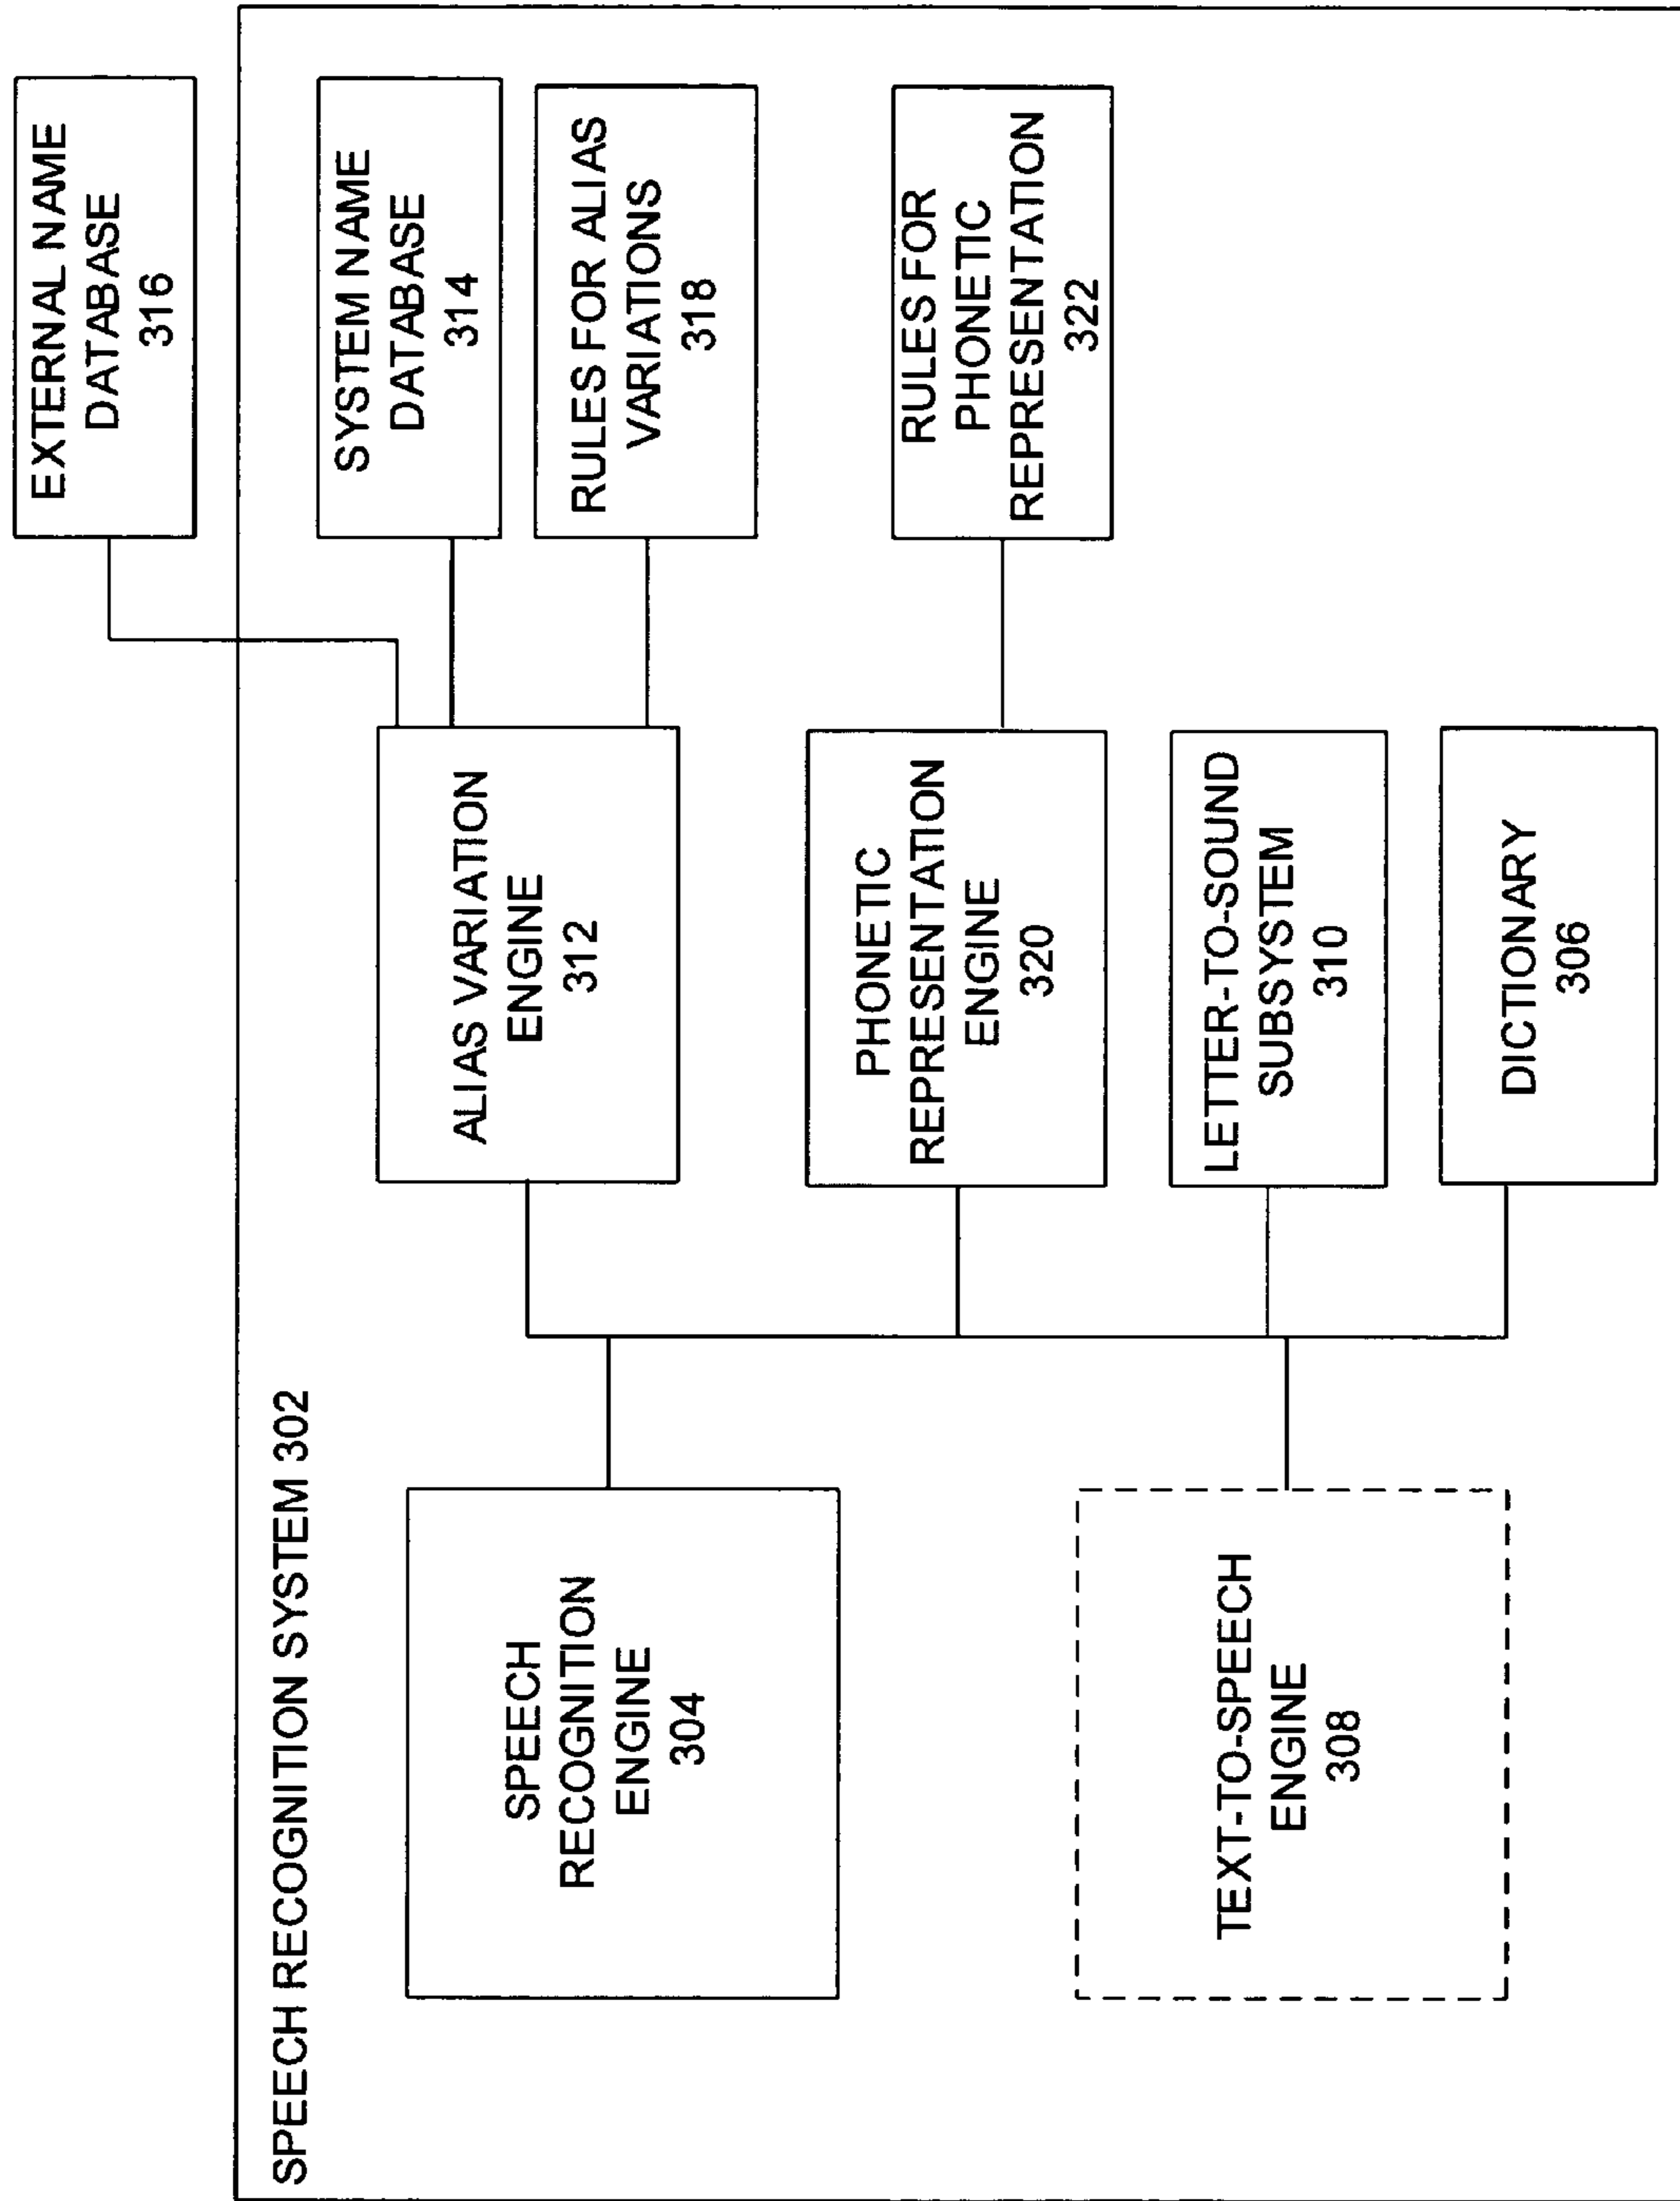 EXTERNAL NAME
DATABASE
316
SPEECH RECOGNITION SYSTEM 302
SPEECH
RECOGNITION
ENGINE
304
ALIAS VARIATION
ENGINE
312
SYSTEM NAME
DATABASE
314
RULES FOR ALIAS
VARIATIONS
318
PHONETIC
REPRESENTATION
ENGINE
320
RULES FOR
PHONETIC
REPRESENTATION
322
TEXT-TO-SPEECH
ENGINE
308
LETTER-TO-SOUND
SUBSYSTEM
310
DICTIONARY
306